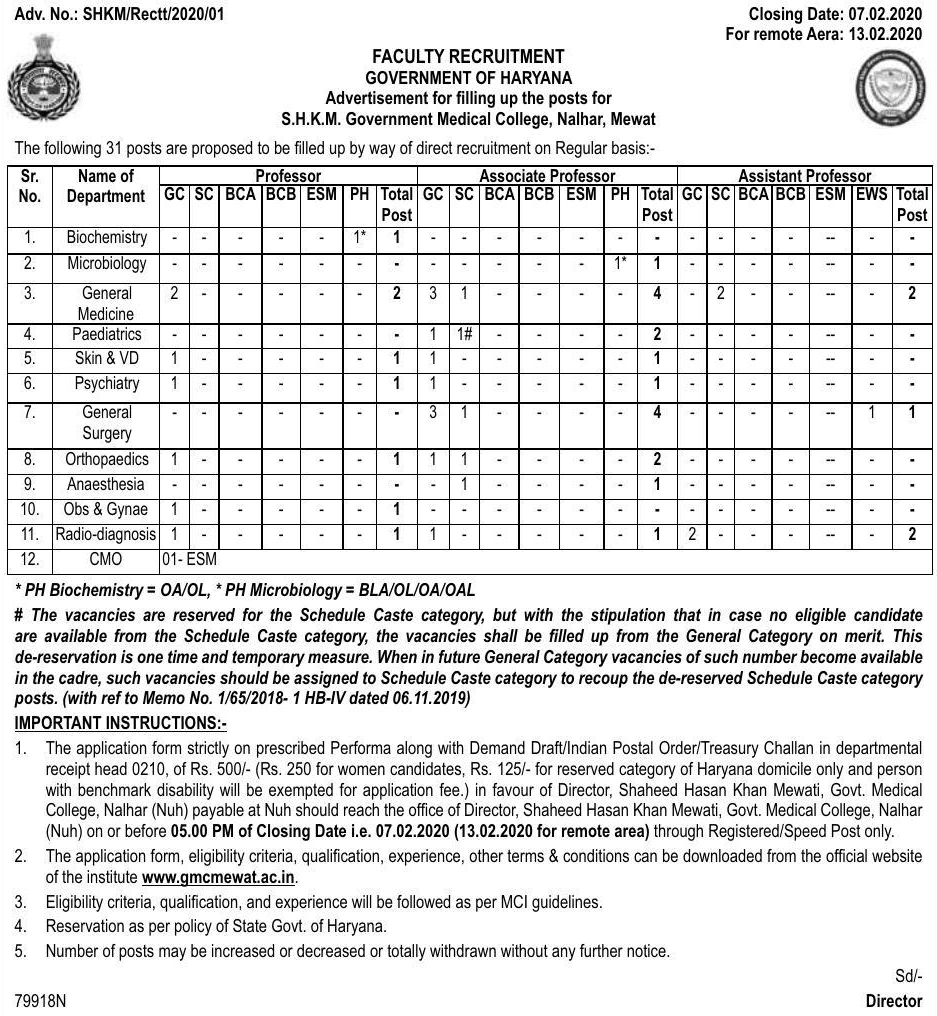 Adv. No.: SHKM/Rectt/2020/01
Closing Date: 07.02.2020
For remote Aera: 13.02.2020
FACULTY RECRUITMENT
GOVERNMENT OF HARYANA
Advertisement for filling up the posts for
S.H.K.M. Government Medical College, Nalhar, Mewat
The following 31 posts are proposed to be filled up by way of direct recruitment on Regular basis:-
Sr. No. Name of Department Professor Associate Professor Assistant Professor
GC SC BCA BCB ESM PH Total Post GC SC BCA BCB ESM PH Total Post GC SC BCA BCB ESM EWS Total Post
1. Biochemistry - - - - - 1* 1 - - - - - - - - - - - -- - -
2. Microbiology - - - - - - - - - - - - 1* 1 - - - - -- - -
3. General Medicine 2 - - - - - 2 3 1 - - - - 4 - 2 - - -- - 2
4. Paediatrics - - - - - - - 1 1# - - - - 2 - - - - -- - -
5. Skin & VD 1 - - - - - 1 1 - - - - - 1 - - - - -- - -
6. Psychiatry 1 - - - - - 1 1 - - - - - 1 - - - - -- - -
7. General Surgery - - - - - - - 3 1 - - - - 4 - - - - -- 1 1
8. Orthopaedics 1 - - - - - 1 1 1 - - - - 2 - - - - -- - -
9. Anaesthesia - - - - - - - - 1 - - - - 1 - - - - -- - -
10. Obs & Gynae 1 - - - - - 1 - - - - - - - - - - - -- - -
11. Radio-diagnosis 1 - - - - - 1 1 - - - - - 1 2 - - - -- - 2
12. CMO 01- ESM
* PH Biochemistry = OA/OL, * PH Microbiology = BLA/OL/OA/OAL
# The vacancies are reserved for the Schedule Caste category, but with the stipulation that in case no eligible candidate
are available from the Schedule Caste category, the vacancies shall be filled up from the General Category on merit. This
de-reservation is one time and temporary measure. When in future General Category vacancies of such number become available
in the cadre, such vacancies should be assigned to Schedule Caste category to recoup the de-reserved Schedule Caste category
posts. (with ref to Memo No. 1/65/2018- 1 HB-IV dated 06.11.2019)
IMPORTANT INSTRUCTIONS:-
1. The application form strictly on prescribed Performa along with Demand Draft/Indian Postal Order/Treasury Challan in departmental
receipt head 0210, of Rs. 500/- (Rs. 250 for women candidates, Rs. 125/- for reserved category of Haryana domicile only and person
with benchmark disability will be exempted for application fee.) in favour of Director, Shaheed Hasan Khan Mewati, Govt. Medical
College, Nalhar (Nuh) payable at Nuh should reach the office of Director, Shaheed Hasan Khan Mewati, Govt. Medical College, Nalhar
(Nuh) on or before 05.00 PM of Closing Date i.e. 07.02.2020 (13.02.2020 for remote area) through Registered/Speed Post only.
2. The application form, eligibility criteria, qualification, experience, other terms & conditions can be downloaded from the official website
of the institute www.gmcmewat.ac.in.
3. Eligibility criteria, qualification, and experience will be followed as per MCI guidelines.
4. Reservation as per policy of State Govt. of Haryana.
5. Number of posts may be increased or decreased or totally withdrawn without any further notice.
Sd/-
79918N
Director